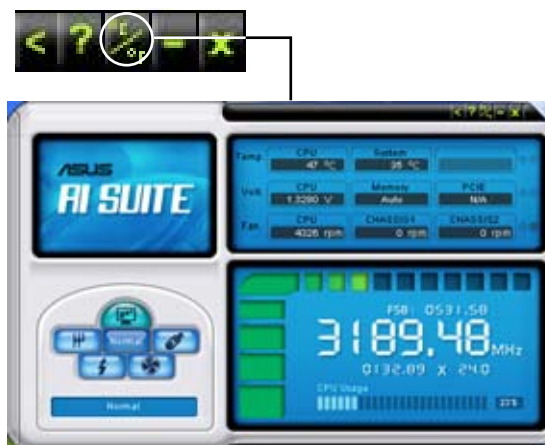 < ? °C/°F - x
< ? °C/°F - x
ASUS
AI SUITE
Temp. CPU System
47 °C 35 °C
Volt. CPU Memory PCIE
1.3280 V Auto N/A
Fan CPU CHASSIS1 CHASSIS2
4026 rpm 0 rpm 0 rpm
Normal
Normal
FSB: 0531.58
3189.48 MHz
0132.89 X 24.0
CPU Usage